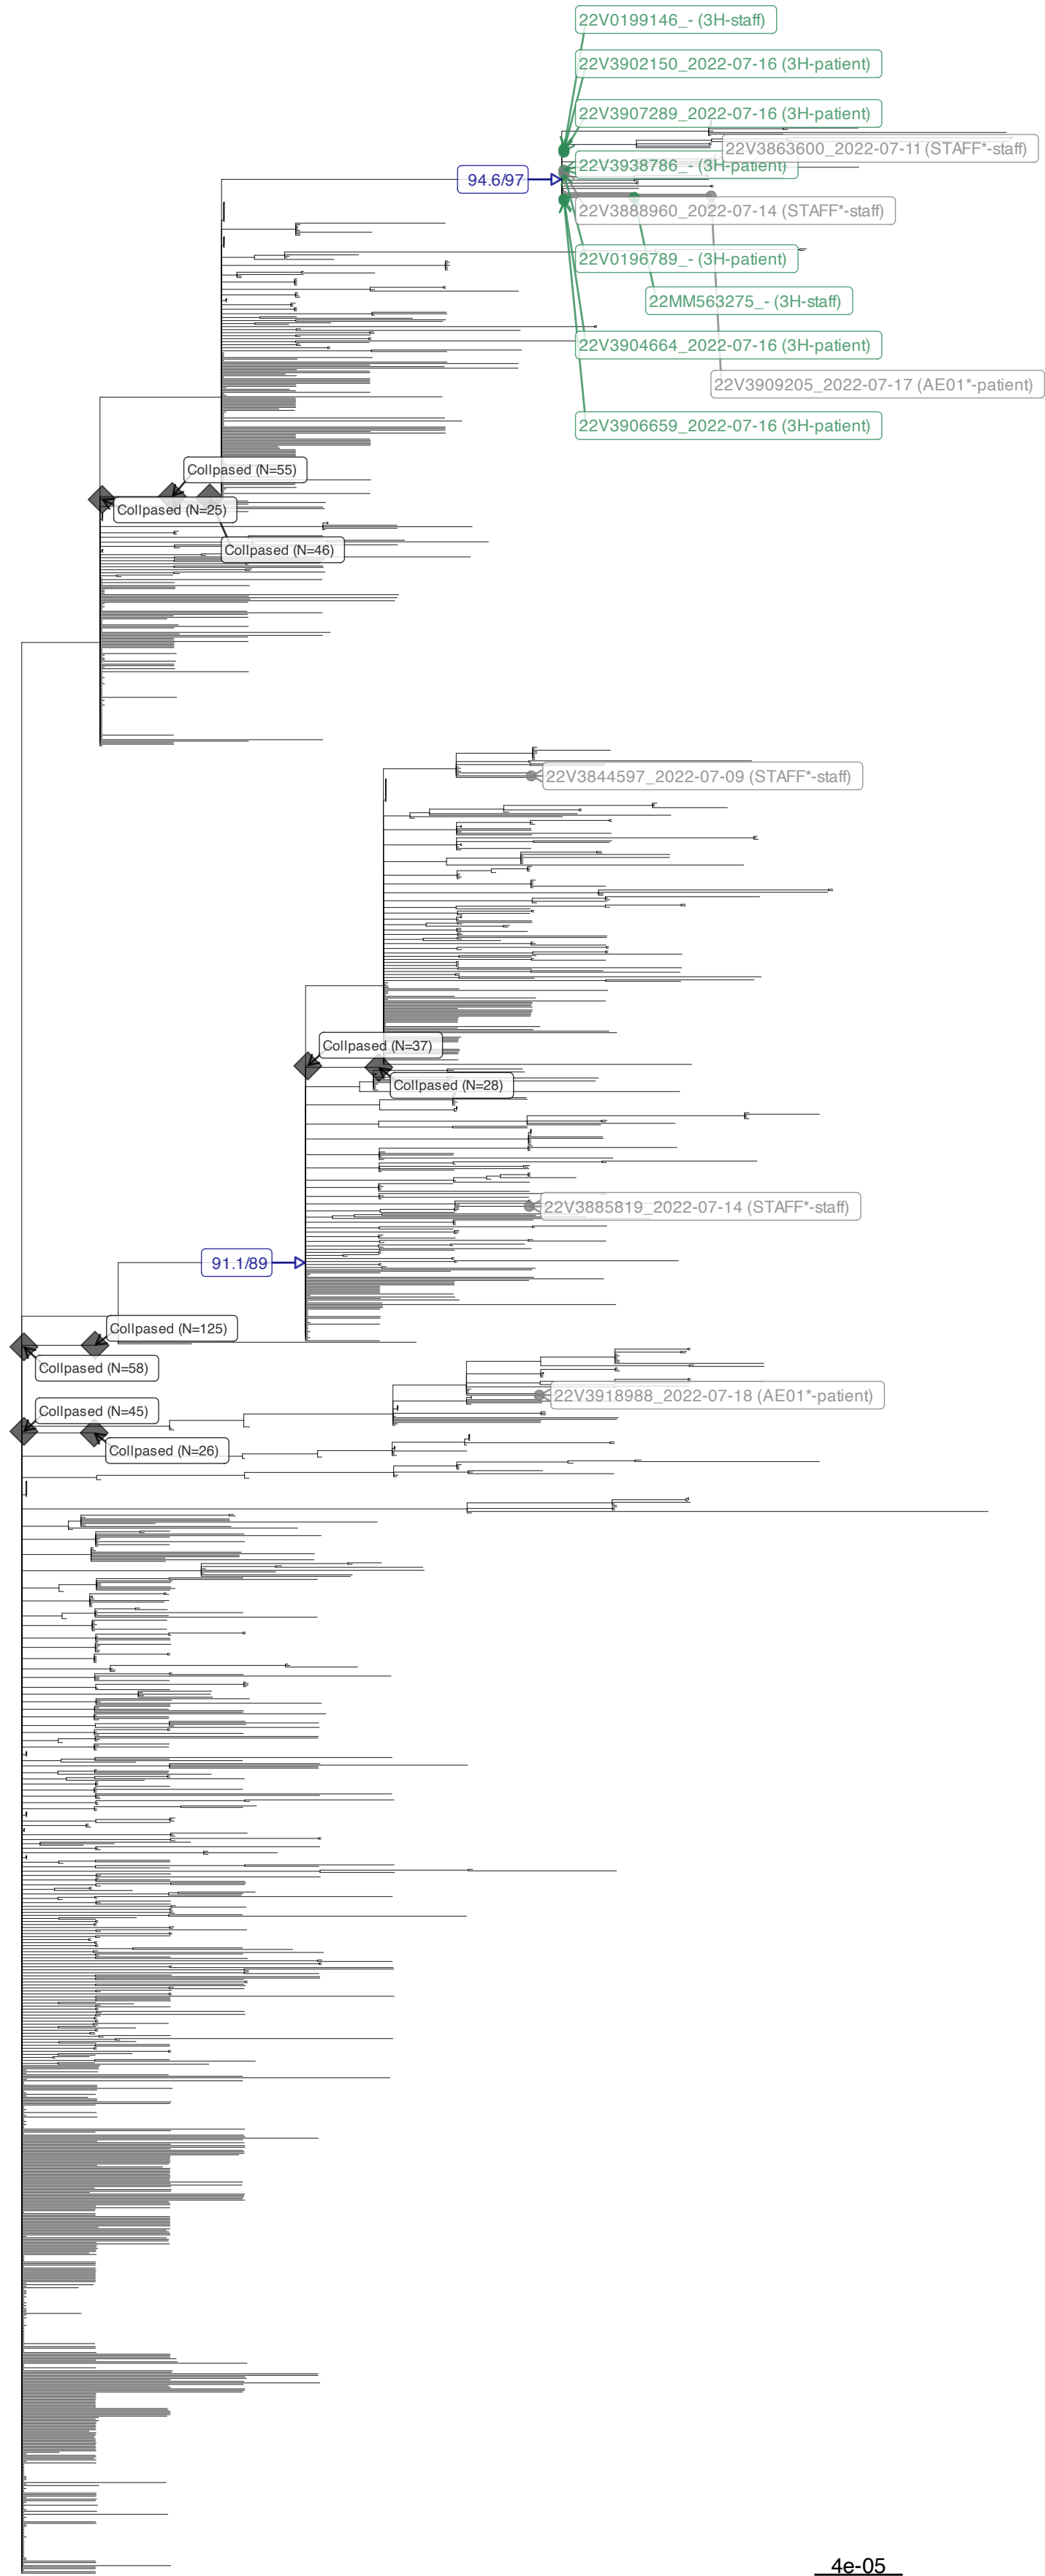 22V0199146_- (3H-staff)
22V3902150_2022-07-16 (3H-patient)
22V3907289_2022-07-16 (3H-patient)
22V3863600_2022-07-11 (STAFF*-staff)
22V3938786_- (3H-patient)
94.6/97
22V3888960_2022-07-14 (STAFF*-staff)
22V0196789_- (3H-patient)
22MM563275_- (3H-staff)
22V3904664_2022-07-16 (3H-patient)
22V3909205_2022-07-17 (AE01*-patient)
22V3906659_2022-07-16 (3H-patient)
Collpased (N=55)
Collpased (N=25)
Collpased (N=46)
22V3844597_2022-07-09 (STAFF*-staff)
Collpased (N=37)
Collpased (N=28)
22V3885819_2022-07-14 (STAFF*-staff)
91.1/89
Collpased (N=125)
Collpased (N=58)
22V3918988_2022-07-18 (AE01*-patient)
Collpased (N=45)
Collpased (N=26)
4e-05